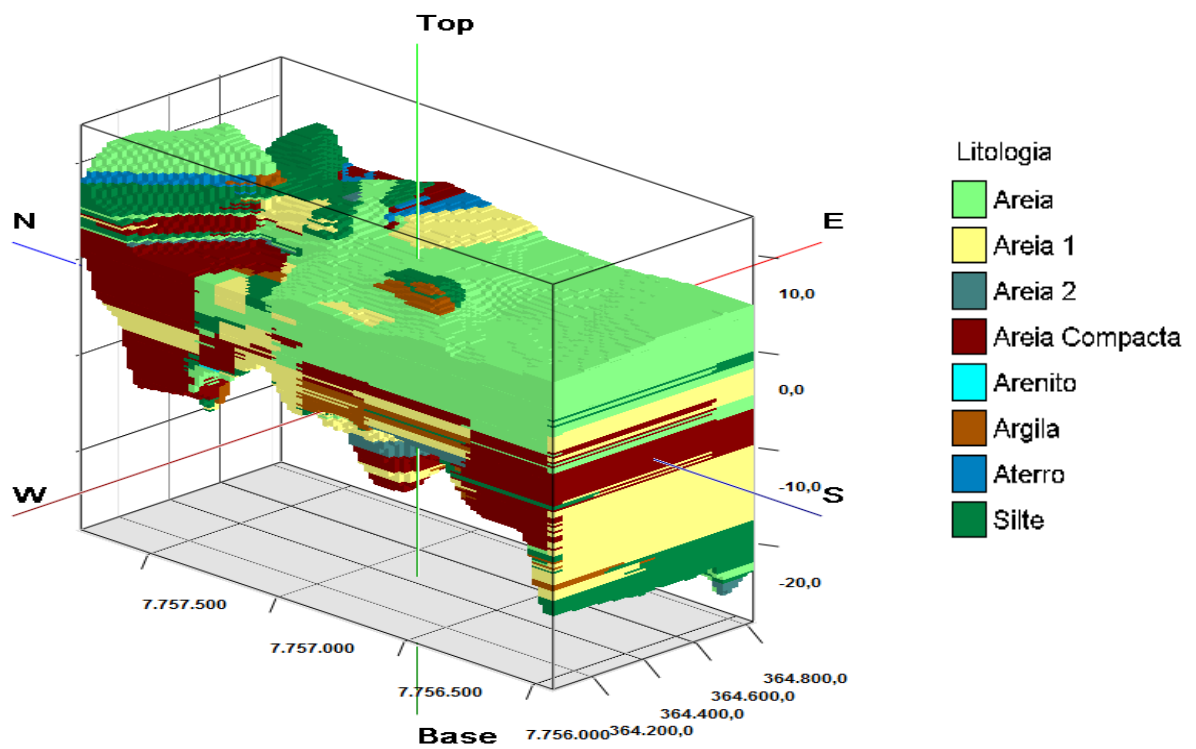 Top
N
E
W
S
10,0
0,0
-10,0
-20,0
7.757.500
7.757.000
7.756.500
7.756.000
364.200,0
364.400,0
364.600,0
364.800,0
Base
Litologia
Areia
Areia 1
Areia 2
Areia Compacta
Arenito
Argila
Aterro
Silte